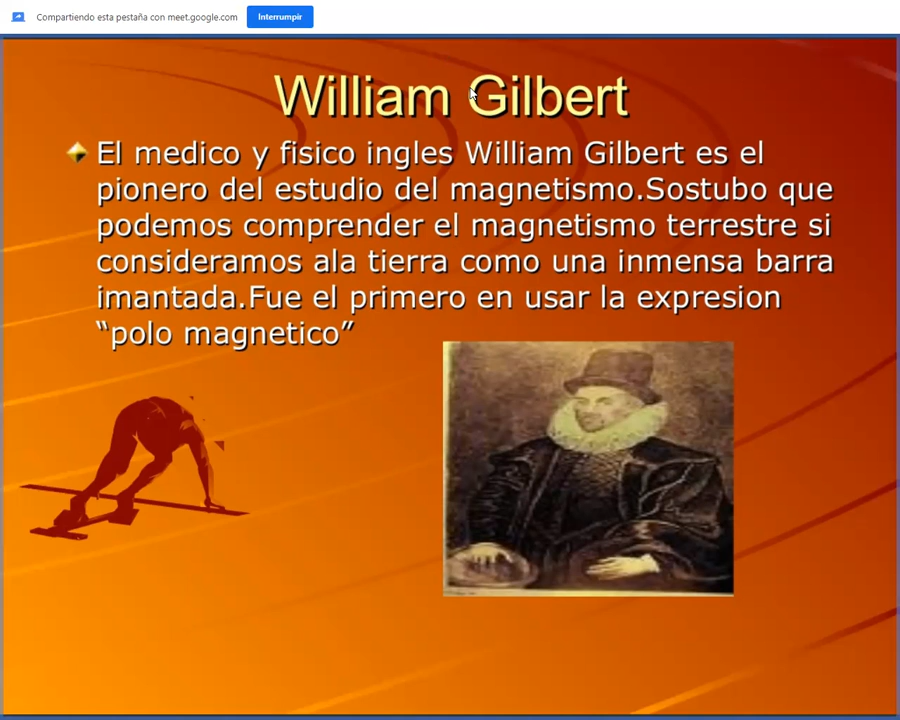 Compartiendo esta pestaña con meet.google.com Interrumpir
William Gilbert
El medico y fisico ingles William Gilbert es el
pionero del estudio del magnetismo.Sostubo que
podemos comprender el magnetismo terrestre si
consideramos ala tierra como una inmensa barra
imantada.Fue el primero en usar la expresion
“polo magnetico”